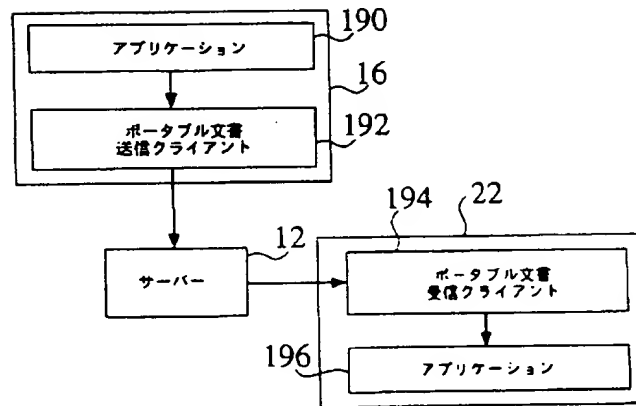 190
アプリケーション
16
ポータブル文書
送信クライアント
192
194
22
12
サーバー
ポータブル文書
受信クライアント
196
アプリケーション